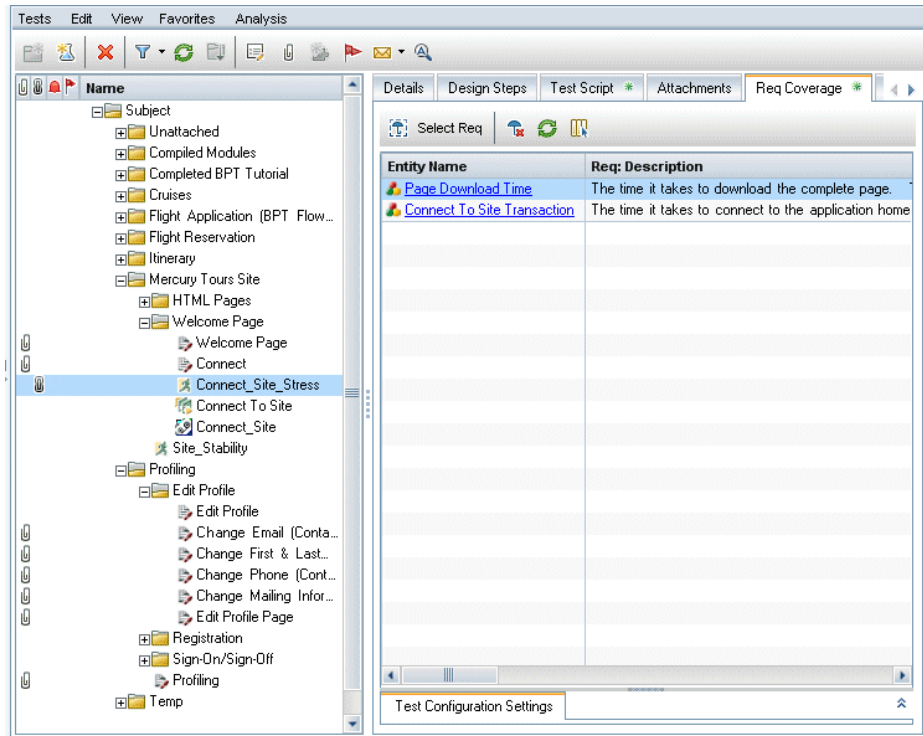 Tests Edit View Favorites Analysis
Name
Subject
Unattached
Compiled Modules
Completed BPT Tutorial
Cruises
Flight Application (BPT Flow...
Flight Reservation
Itinerary
Mercury Tours Site
HTML Pages
Welcome Page
Welcome Page
Connect
Connect_Site_Stress
Connect To Site
Connect_Site
Site_Stability
Profiling
Edit Profile
Edit Profile
Change Email (Conta...
Change First & Last...
Change Phone (Cont...
Change Mailing Infor...
Edit Profile Page
Registration
Sign-On/Sign-Off
Profiling
Temp
Details Design Steps Test Script * Attachments Req Coverage *
Select Req
Entity Name Req: Description
Page Download Time The time it takes to download the complete page.
Connect To Site Transaction The time it takes to connect to the application home
Test Configuration Settings